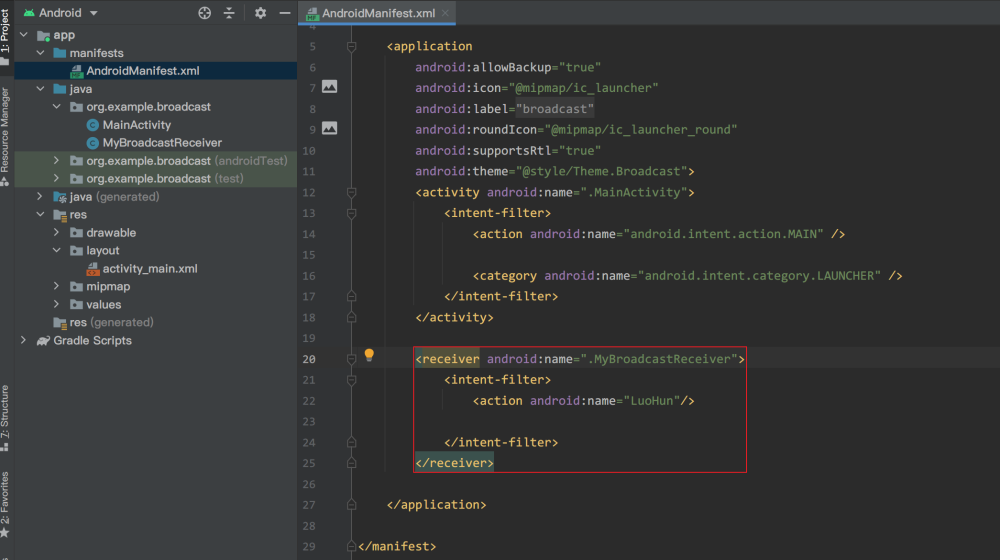 Android
AndroidManifest.xml
1: Project
Resource Manager
7: Structure
2: Favorites
app
manifests
AndroidManifest.xml
java
org.example.broadcast
MainActivity
MyBroadcastReceiver
org.example.broadcast (androidTest)
org.example.broadcast (test)
java (generated)
res
drawable
layout
activity_main.xml
mipmap
values
res (generated)
Gradle Scripts
5 <application
6 android:allowBackup="true"
7 android:icon="@mipmap/ic_launcher"
8 android:label="broadcast"
9 android:roundIcon="@mipmap/ic_launcher_round"
10 android:supportsRtl="true"
11 android:theme="@style/Theme.Broadcast">
12 <activity android:name=".MainActivity">
13 <intent-filter>
14 <action android:name="android.intent.action.MAIN" />
15
16 <category android:name="android.intent.category.LAUNCHER" />
17 </intent-filter>
18 </activity>
19
20 <receiver android:name=".MyBroadcastReceiver">
21 <intent-filter>
22 <action android:name="LuoHun"/>
23
24 </intent-filter>
25 </receiver>
26
27 </application>
28
29 </manifest>